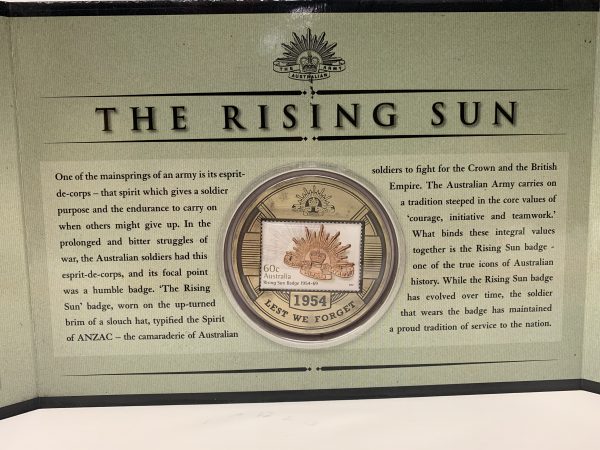 THE ARMY
AUSTRALIAN
THE RISING SUN
One of the mainsprings of an army is its esprit-
de-corps – that spirit which gives a soldier
purpose and the endurance to carry on
when others might give up. In the
prolonged and bitter struggles of
war, the Australian soldiers had this
esprit-de-corps, and its focal point
was a humble badge. ‘The Rising
Sun’ badge, worn on the up-turned
brim of a slouch hat, typified the Spirit
of ANZAC – the camaraderie of Australian
60c
Australia
Rising Sun Badge 1954-69
1954
LEST WE FORGET
soldiers to fight for the Crown and the British
Empire. The Australian Army carries on
a tradition steeped in the core values of
‘courage, initiative and teamwork.’
What binds these integral values
together is the Rising Sun badge -
one of the true icons of Australian
history. While the Rising Sun badge
has evolved over time, the soldier
that wears the badge has maintained
a proud tradition of service to the nation.